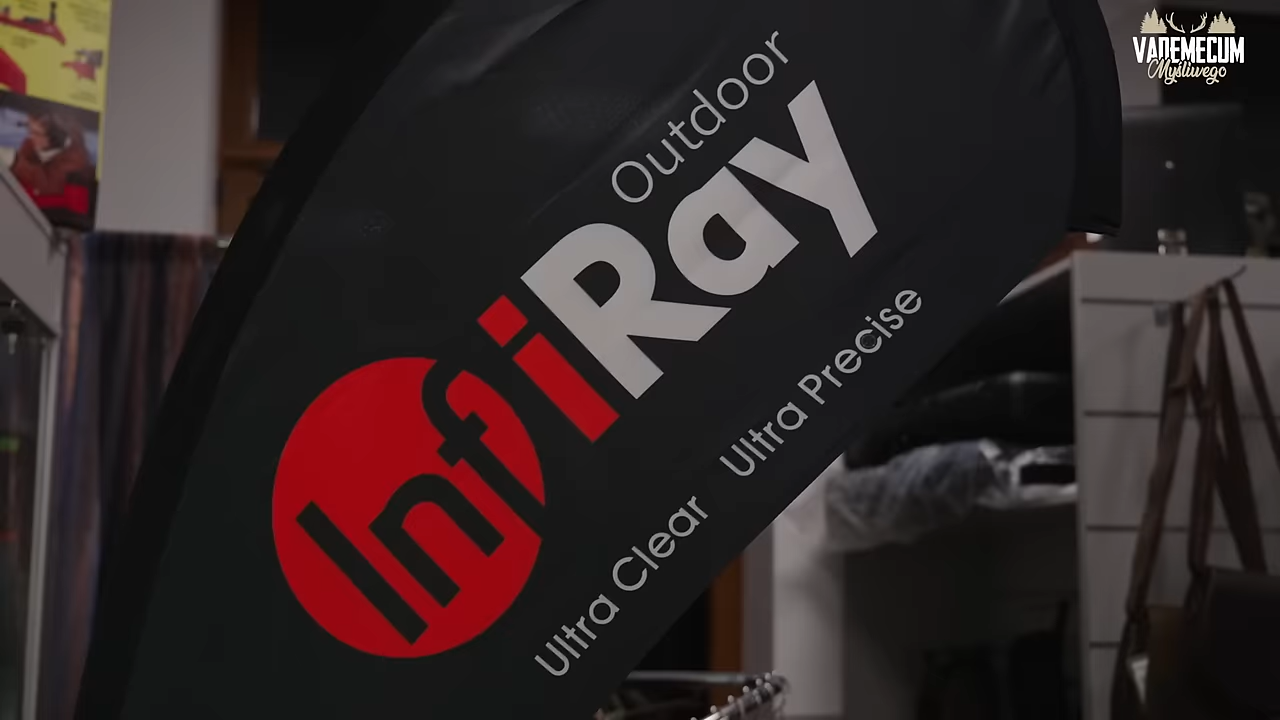 VADEMECUM
Myśliwego
Outdoor
InfiRay
Ultra Clear Ultra Precise